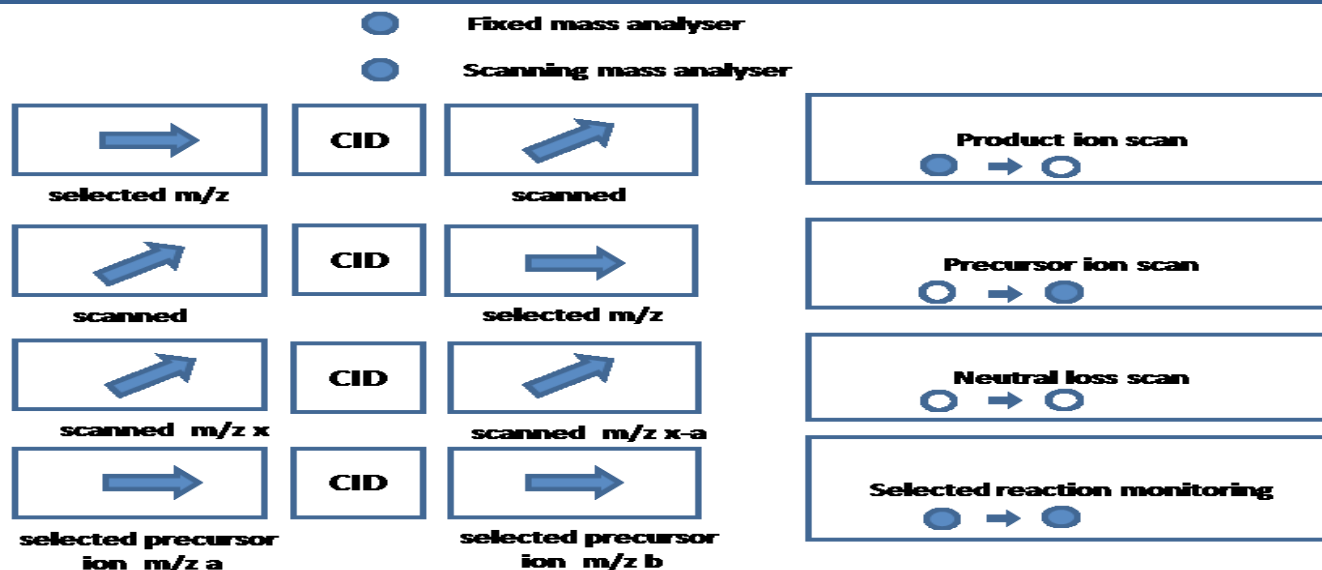 Fixed mass analyser
Scanning mass analyser
CID
Product ion scan
selected m/z
scanned
CID
Precursor ion scan
scanned
selected m/z
CID
Neutral loss scan
scanned m/z x
scanned m/z x-a
CID
Selected reaction monitoring
selected precursor
ion m/z a
selected precursor
ion m/z b